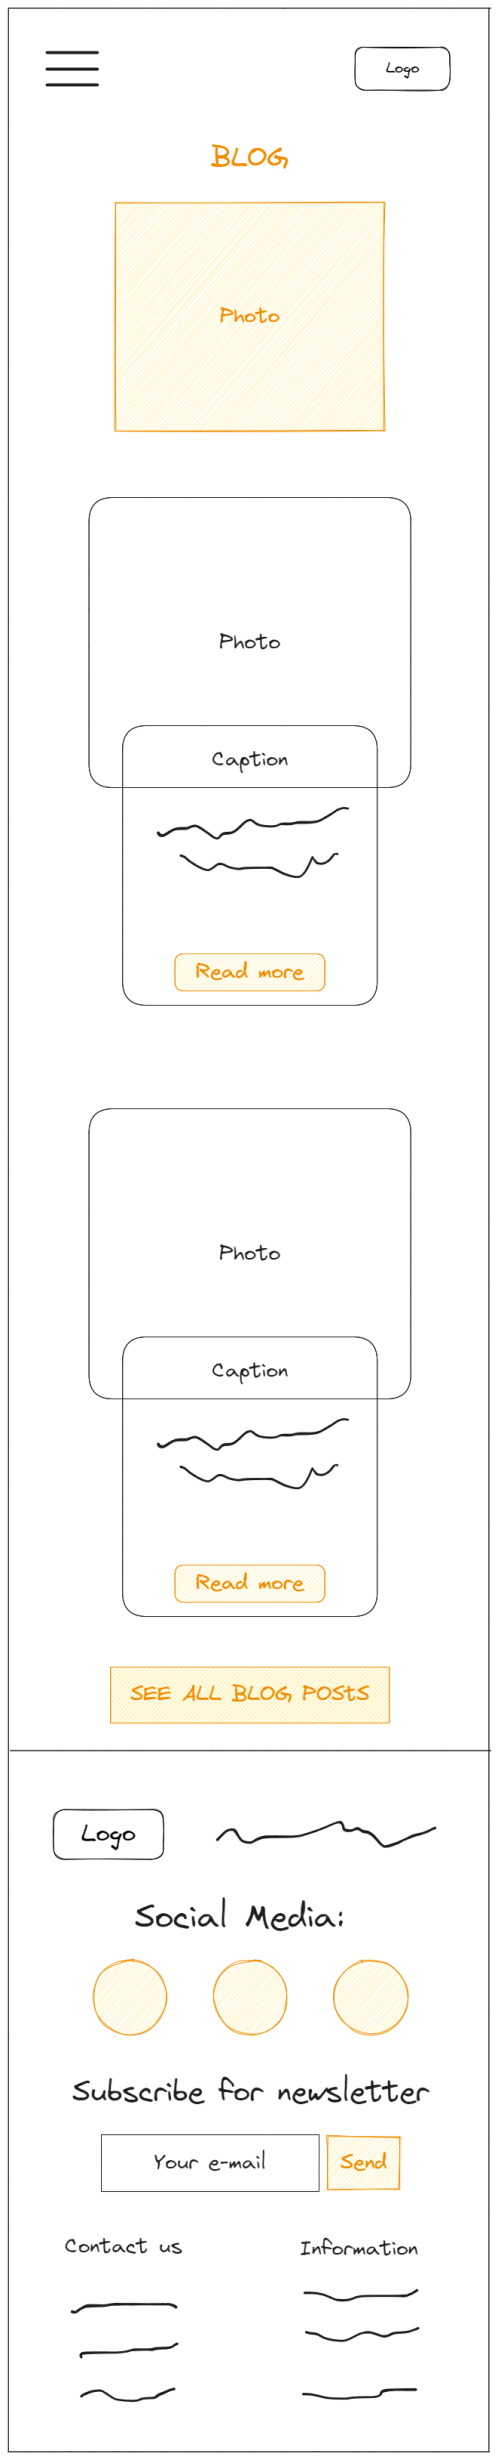 Logo
BLOG
Photo
Photo
Caption
Read more
Photo
Caption
Read more
SEE ALL BLOG POSTS
Logo
Social Media:
Subscribe for newsletter
Your e-mail Send
Contact us Information